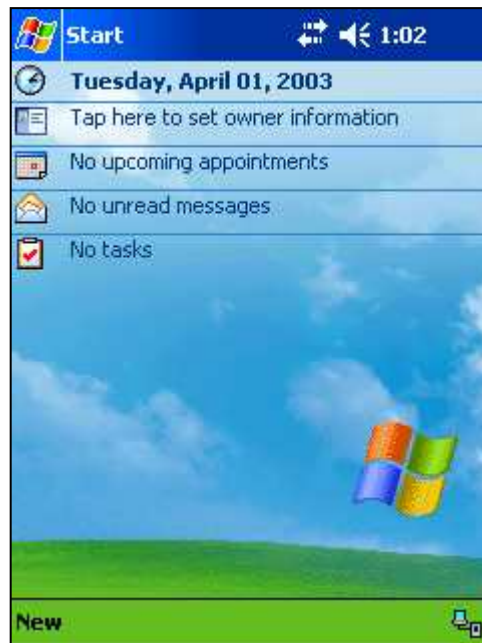 Start 1:02
Tuesday, April 01, 2003
Tap here to set owner information
No upcoming appointments
No unread messages
No tasks
New